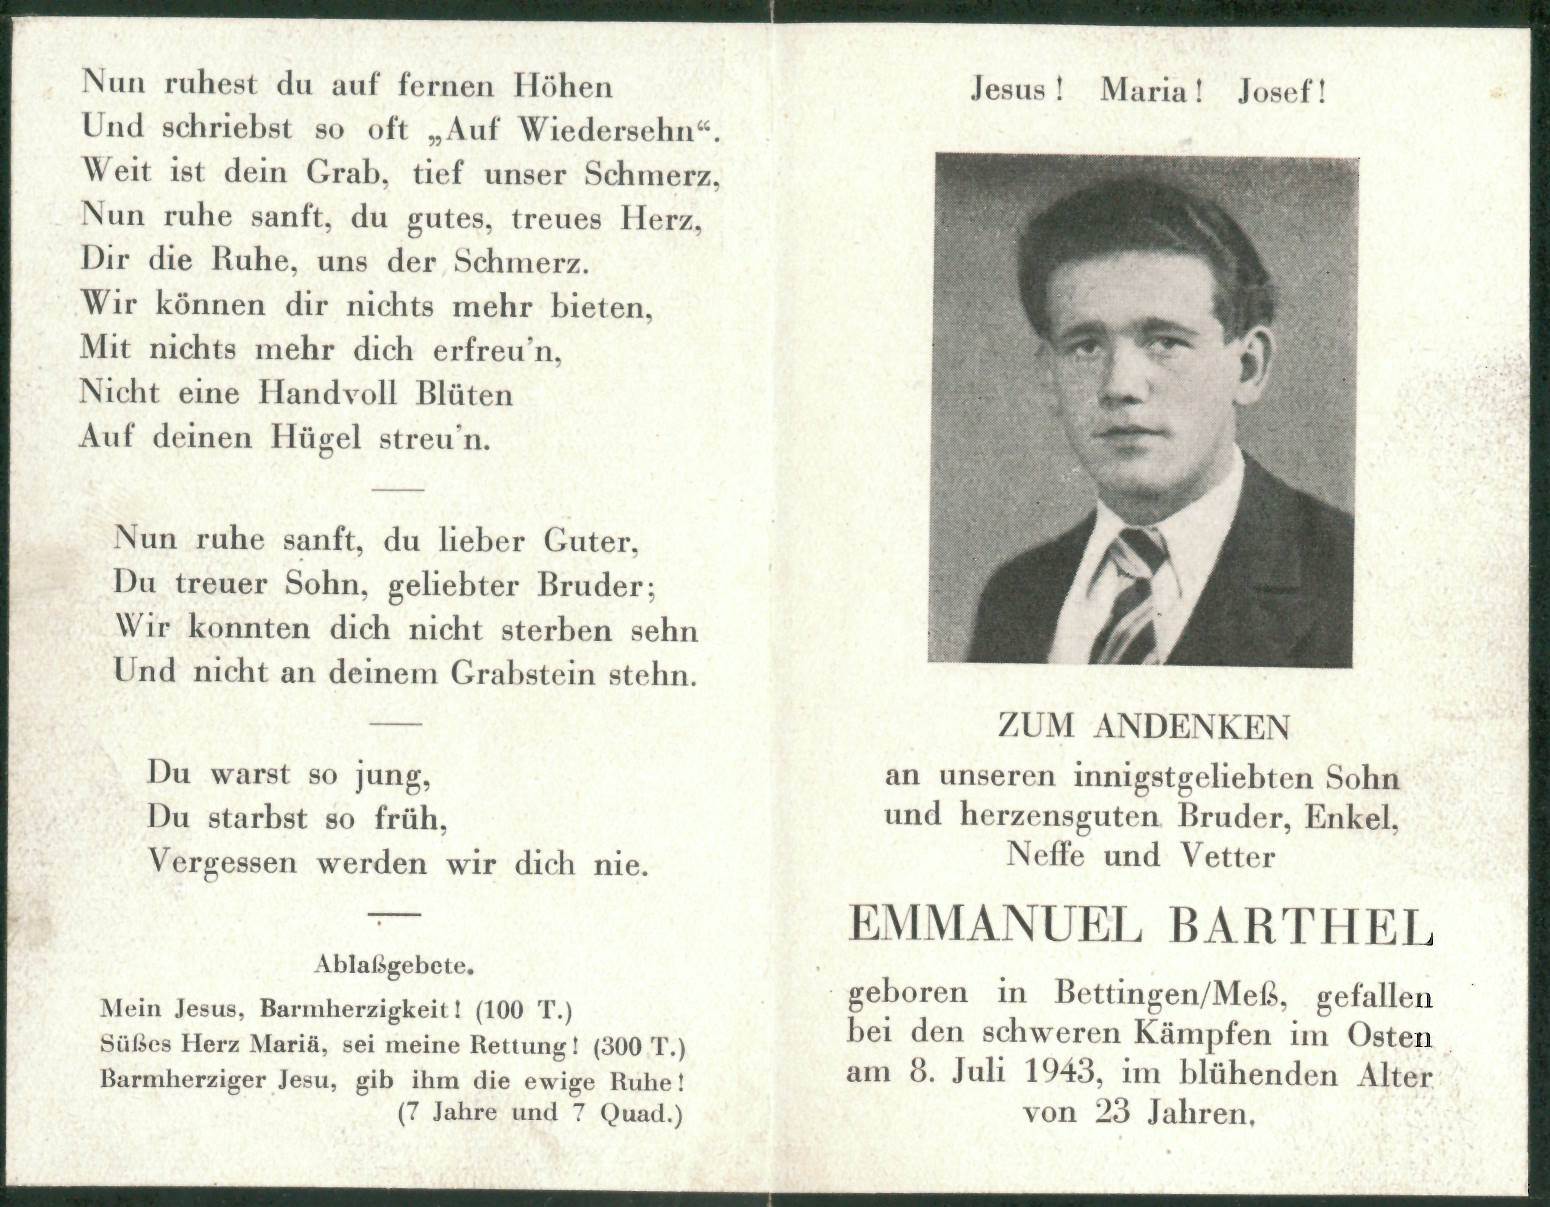 Nun ruhest du auf fernen Höhen
Und schriebst so oft „Auf Wiedersehn“.
Weit ist dein Grab, tief unser Schmerz,
Nun ruhe sanft, du gutes, treues Herz,
Dir die Ruhe, uns der Schmerz.
Wir können dir nichts mehr bieten,
Mit nichts mehr dich erfreu'n,
Nicht eine Handvoll Blüten
Auf deinen Hügel streu'n.
Nun ruhe sanft, du lieber Guter,
Du treuer Sohn, geliebter Bruder;
Wir konnten dich nicht sterben sehn
Und nicht an deinem Grabstein stehn.
Du warst so jung,
Du starbst so früh,
Vergessen werden wir dich nie.
Ablaßgebete.
Mein Jesus, Barmherzigkeit! (100 T.)
Süßes Herz Mariä, sei meine Rettung! (300 T.)
Barmherziger Jesu, gib ihm die ewige Ruhe!
(7 Jahre und 7 Quad.)
Jesus! Maria! Josef!
ZUM ANDENKEN
an unseren innigstgeliebten Sohn
und herzensguten Bruder, Enkel,
Neffe und Vetter
EMMANUEL BARTHEL
geboren in Bettingen/Meß, gefallen
bei den schweren Kämpfen im Osten
am 8. Juli 1943, im blühenden Alter
von 23 Jahren.